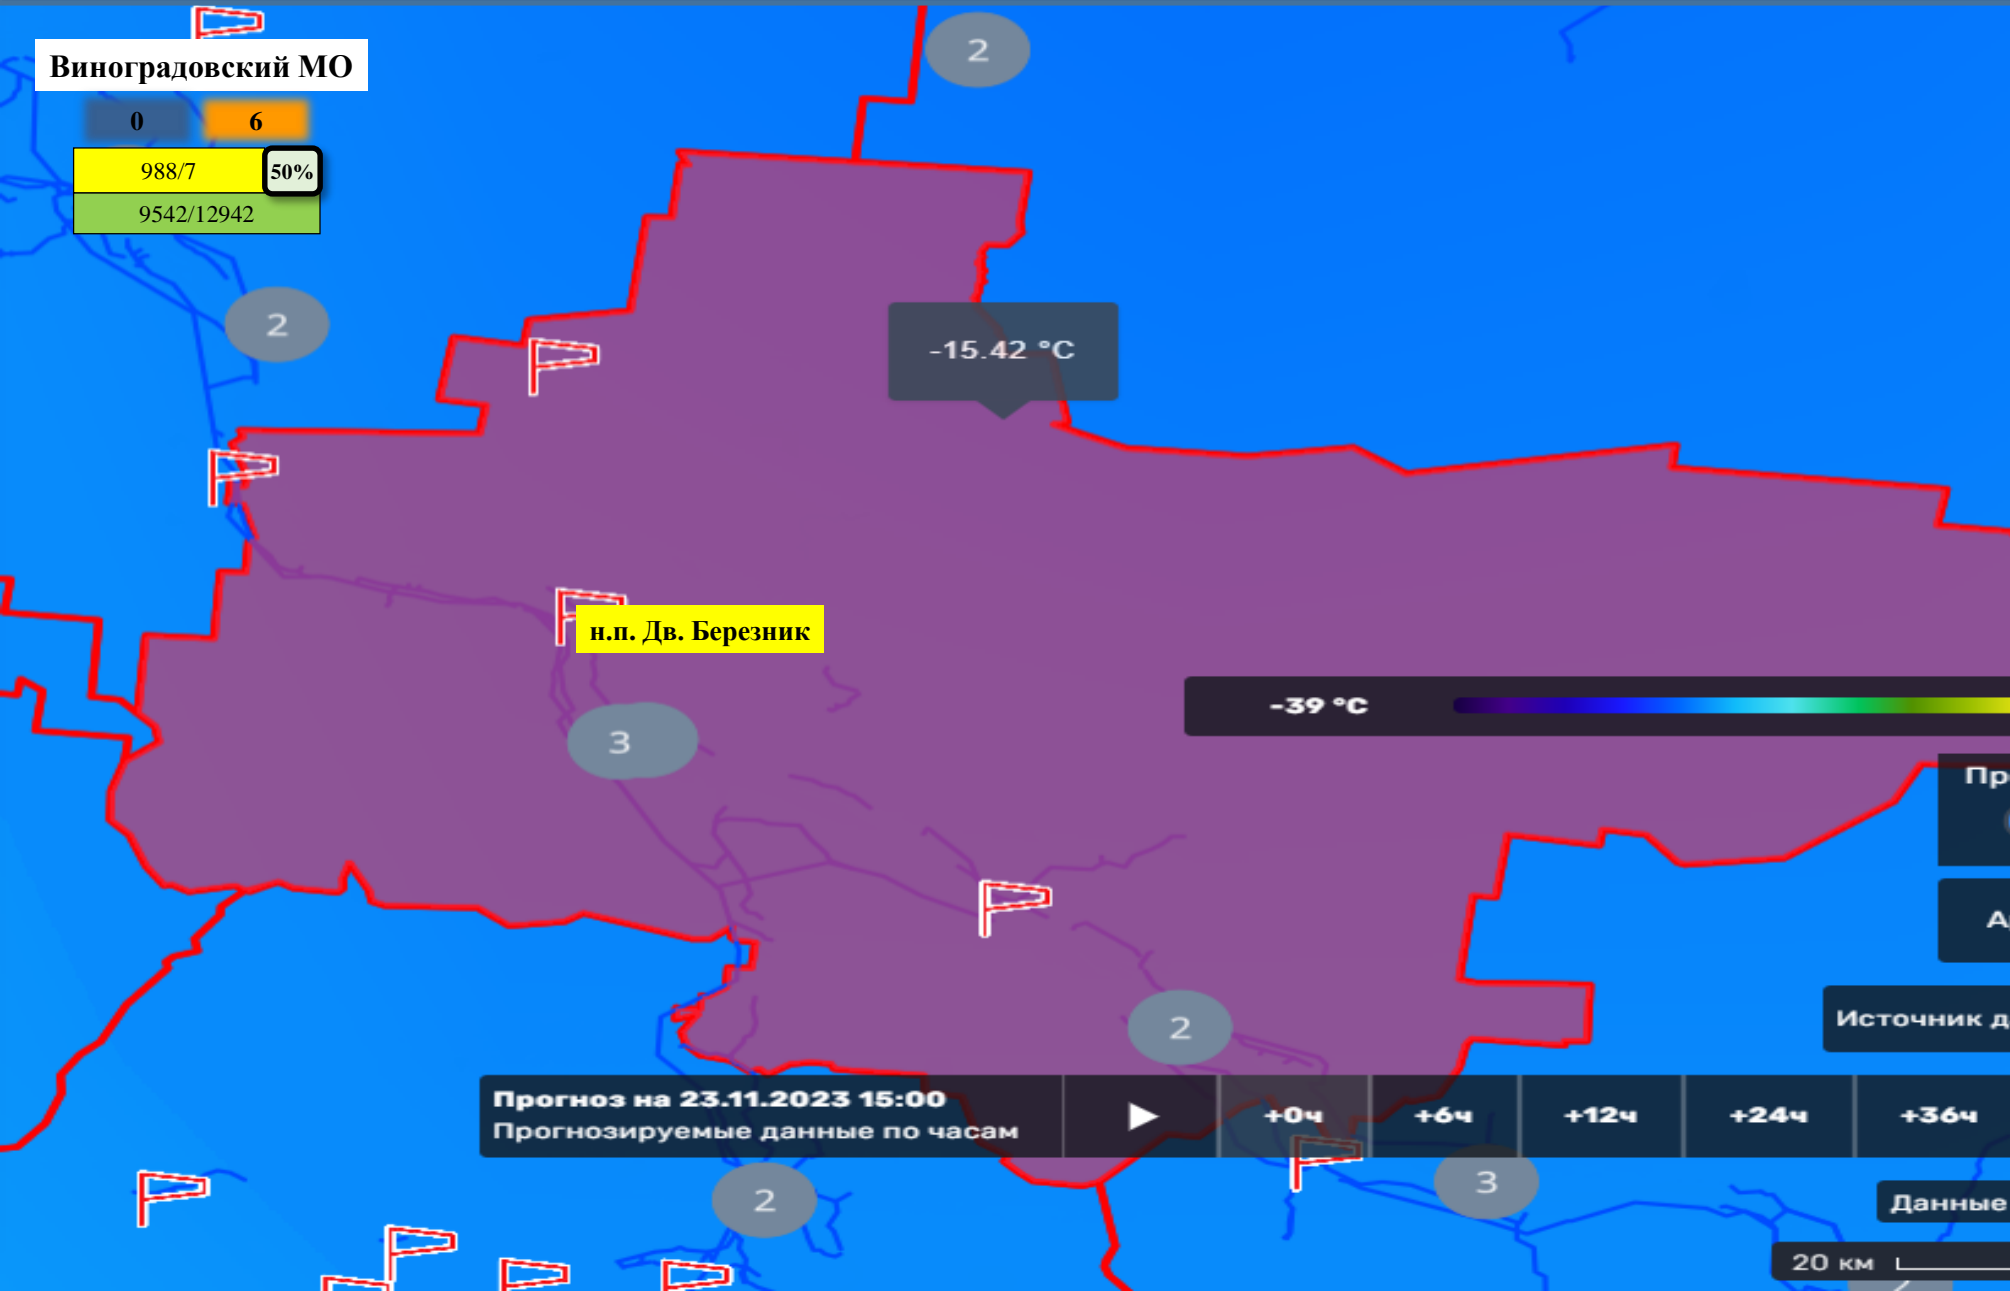 2
Виноградовский МО
0
6
988/7
50%
9542/12942
2
-15.42 °C
н.п. Дв. Березник
-39 °C
3
Источник
2
Прогноз на 23.11.2023 15:00
Прогнозируемые данные по часам
+0ч
+6ч
+12ч
+24ч
+36ч
3
2
Данные
20 км